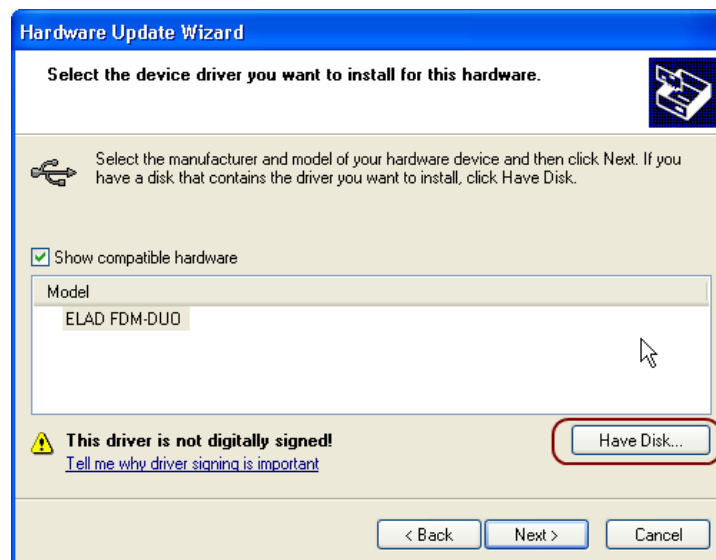 Hardware Update Wizard
Select the device driver you want to install for this hardware.
Select the manufacturer and model of your hardware device and then click Next. If you
have a disk that contains the driver you want to install, click Have Disk.
Show compatible hardware
Model
ELAD FDM-DUO
This driver is not digitally signed!
Tell me why driver signing is important
Have Disk...
< Back
Next >
Cancel